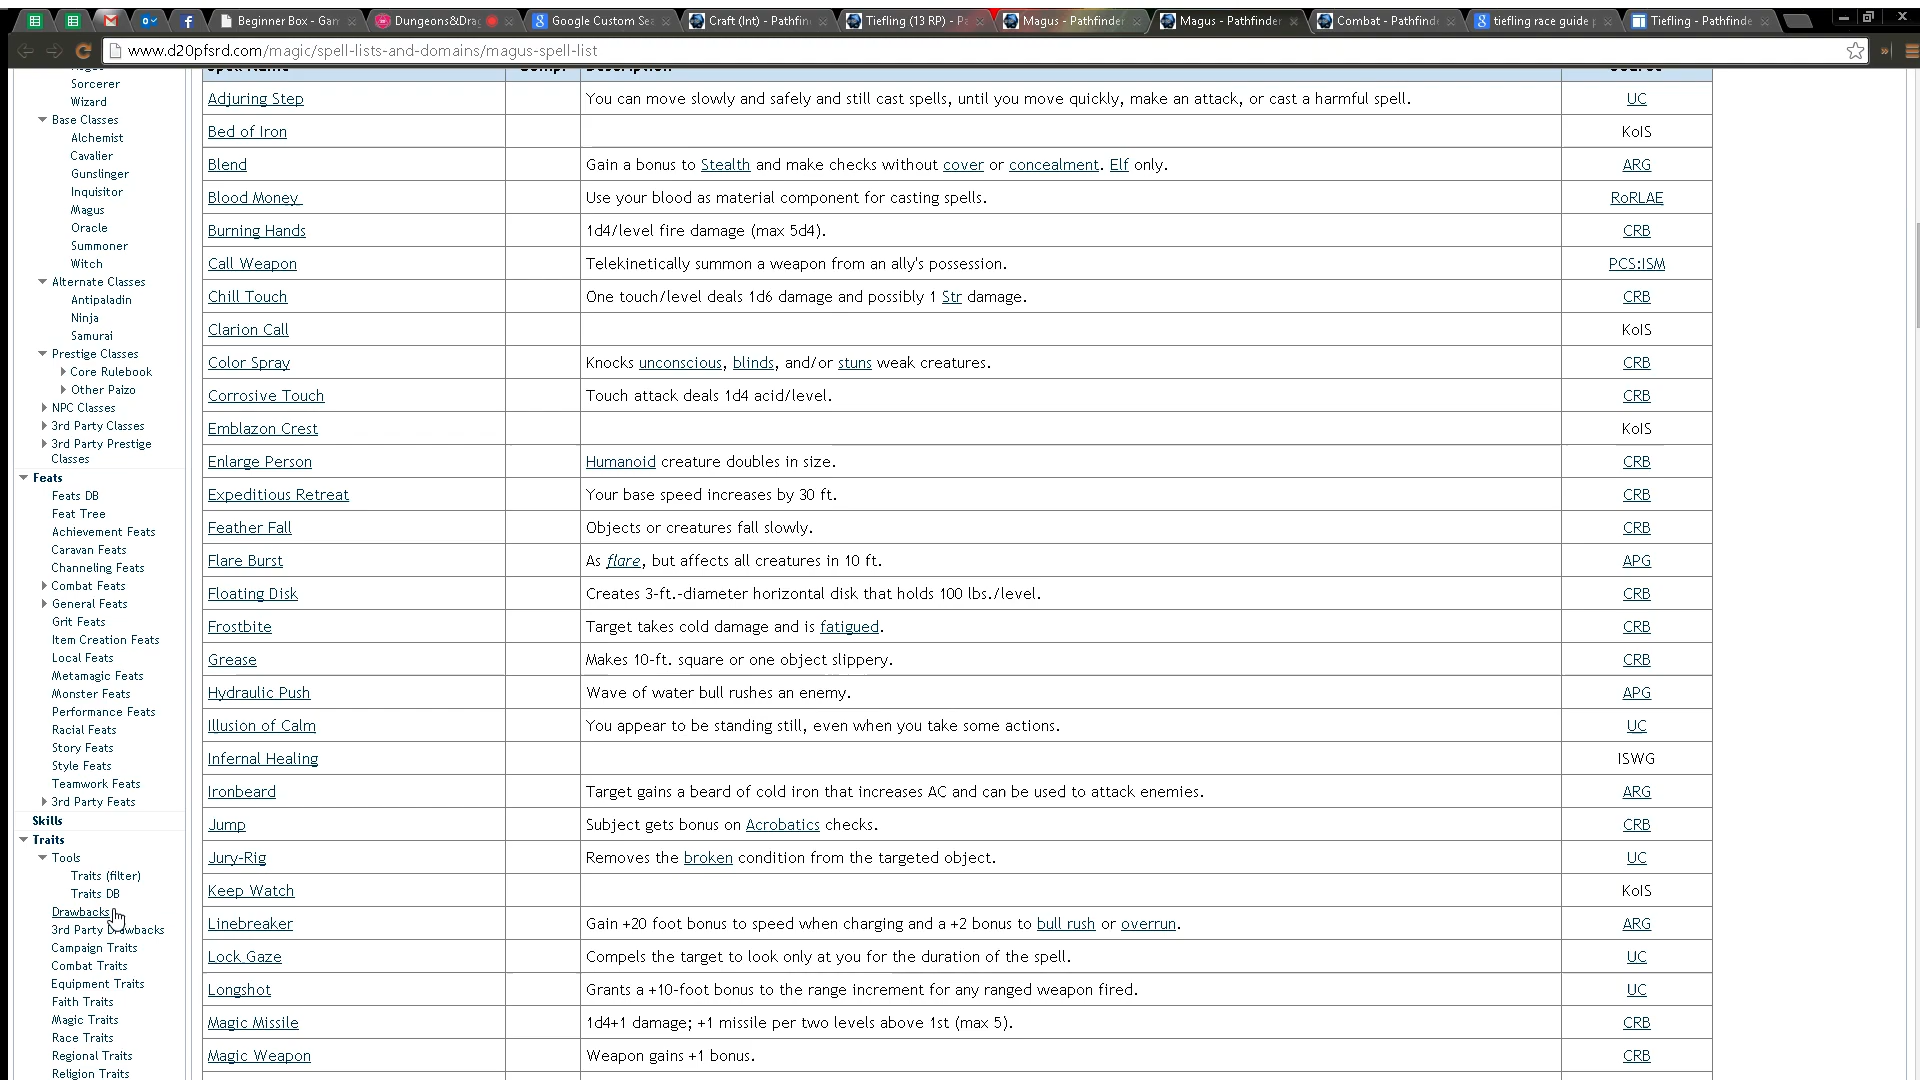 Beginner Box - Gan
Dungeons&Dra
Google Custom Sea
Craft (Int) - Pathfin
Tiefling (13 RP) - Pa
Magus - Pathfinder
Magus - Pathfinder
Combat - Pathfinde
tiefling race guide p
Tiefling - Pathfinde
www.d20pfsrd.com/magic/spell-lists-and-domains/magus-spell-list
Sorcerer
Wizard
Base Classes
Alchemist
Cavalier
Gunslinger
Inquisitor
Magus
Oracle
Summoner
Witch
Alternate Classes
Antipaladin
Ninja
Samurai
Prestige Classes
Core Rulebook
Other Paizo
NPC Classes
3rd Party Classes
3rd Party Prestige
Classes
Feats
Feats DB
Feat Tree
Achievement Feats
Caravan Feats
Channeling Feats
Combat Feats
General Feats
Grit Feats
Item Creation Feats
Local Feats
Metamagic Feats
Monster Feats
Performance Feats
Racial Feats
Story Feats
Style Feats
Teamwork Feats
3rd Party Feats
Skills
Traits
Tools
Traits (filter)
Traits DB
Drawbacks
3rd Party Drawbacks
Campaign Traits
Combat Traits
Equipment Traits
Faith Traits
Magic Traits
Race Traits
Regional Traits
Religion Traits
Spell Name Comp. Description Source
Adjuring Step You can move slowly and safely and still cast spells, until you move quickly, make an attack, or cast a harmful spell. UC
Bed of Iron KoIS
Blend Gain a bonus to Stealth and make checks without cover or concealment. Elf only. ARG
Blood Money Use your blood as material component for casting spells. RoRLAE
Burning Hands 1d4/level fire damage (max 5d4). CRB
Call Weapon Telekinetically summon a weapon from an ally's possession. PCS:ISM
Chill Touch One touch/level deals 1d6 damage and possibly 1 Str damage. CRB
Clarion Call KoIS
Color Spray Knocks unconscious, blinds, and/or stuns weak creatures. CRB
Corrosive Touch Touch attack deals 1d4 acid/level. CRB
Emblazon Crest KoIS
Enlarge Person Humanoid creature doubles in size. CRB
Expeditious Retreat Your base speed increases by 30 ft. CRB
Feather Fall Objects or creatures fall slowly. CRB
Flare Burst As flare, but affects all creatures in 10 ft. APG
Floating Disk Creates 3-ft.-diameter horizontal disk that holds 100 lbs./level. CRB
Frostbite Target takes cold damage and is fatigued. CRB
Grease Makes 10-ft. square or one object slippery. CRB
Hydraulic Push Wave of water bull rushes an enemy. APG
Illusion of Calm You appear to be standing still, even when you take some actions. UC
Infernal Healing ISWG
Ironbeard Target gains a beard of cold iron that increases AC and can be used to attack enemies. ARG
Jump Subject gets bonus on Acrobatics checks. CRB
Jury-Rig Removes the broken condition from the targeted object. UC
Keep Watch KoIS
Linebreaker Gain +20 foot bonus to speed when charging and a +2 bonus to bull rush or overrun. ARG
Lock Gaze Compels the target to look only at you for the duration of the spell. UC
Longshot Grants a +10-foot bonus to the range increment for any ranged weapon fired. UC
Magic Missile 1d4+1 damage; +1 missile per two levels above 1st (max 5). CRB
Magic Weapon Weapon gains +1 bonus. CRB